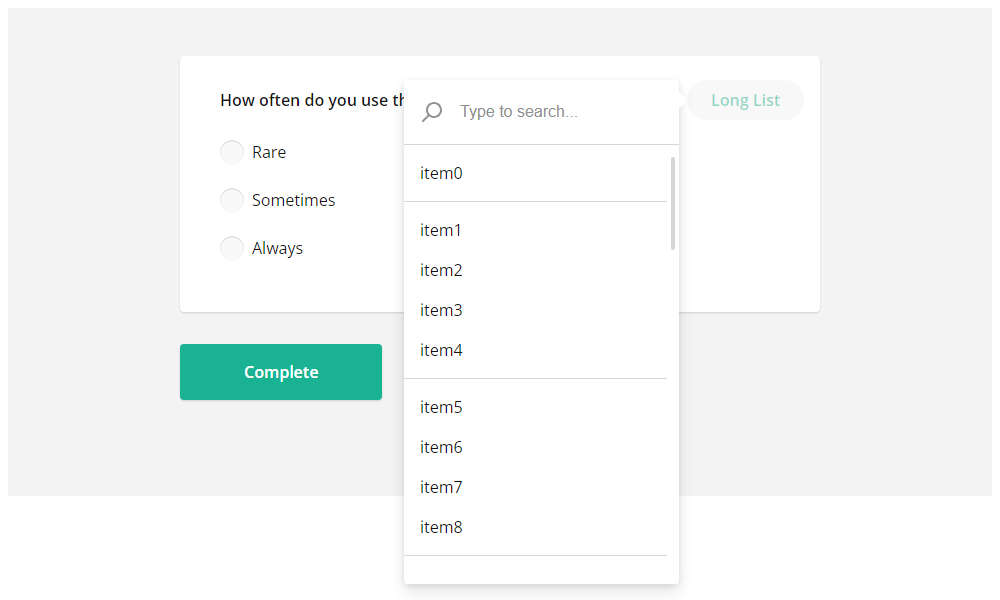 How often do you use
Long List
Rare
Sometimes
Always
Complete
Type to search...
item0
item1
item2
item3
item4
item5
item6
item7
item8